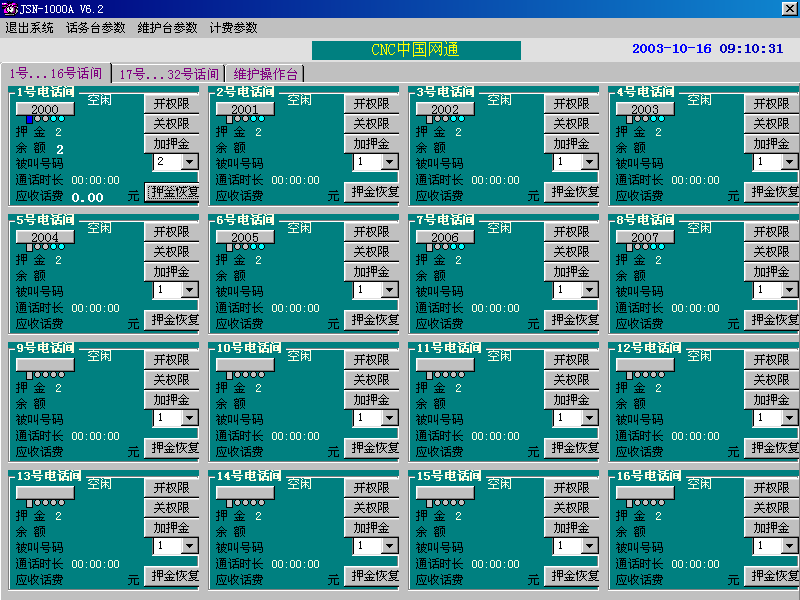 JSN-1000A V6.2
退出系统 话务台参数 维护台参数 计费参数
CNC中国网通 2003-10-16 09:10:31
1号...16号话间 17号...32号话间 维护操作台
1号电话间 空闲 开权限
2000 关权限
押 金 2 加押金
余 额 2
被叫号码 2
通话时长 00:00:00
应收话费 0.00 元 押金恢复
2号电话间 空闲 开权限
2001 关权限
押 金 2 加押金
余 额
被叫号码 1
通话时长 00:00:00
应收话费 元 押金恢复
3号电话间 空闲 开权限
2002 关权限
押 金 2 加押金
余 额
被叫号码 1
通话时长 00:00:00
应收话费 元 押金恢复
4号电话间 空闲 开权限
2003 关权限
押 金 2 加押金
余 额
被叫号码 1
通话时长 00:00:00
应收话费 元 押金恢复
5号电话间 空闲 开权限
2004 关权限
押 金 2 加押金
余 额
被叫号码 1
通话时长 00:00:00
应收话费 元 押金恢复
6号电话间 空闲 开权限
2005 关权限
押 金 2 加押金
余 额
被叫号码 1
通话时长 00:00:00
应收话费 元 押金恢复
7号电话间 空闲 开权限
2006 关权限
押 金 2 加押金
余 额
被叫号码 1
通话时长 00:00:00
应收话费 元 押金恢复
8号电话间 空闲 开权限
2007 关权限
押 金 2 加押金
余 额
被叫号码 1
通话时长 00:00:00
应收话费 元 押金恢复
9号电话间 空闲 开权限
关权限
押 金 2 加押金
余 额
被叫号码 1
通话时长 00:00:00
应收话费 元 押金恢复
10号电话间 空闲 开权限
关权限
押 金 2 加押金
余 额
被叫号码 1
通话时长 00:00:00
应收话费 元 押金恢复
11号电话间 空闲 开权限
关权限
押 金 2 加押金
余 额
被叫号码 1
通话时长 00:00:00
应收话费 元 押金恢复
12号电话间 空闲 开权限
关权限
押 金 2 加押金
余 额
被叫号码 1
通话时长 00:00:00
应收话费 元 押金恢复
13号电话间 空闲 开权限
关权限
押 金 2 加押金
余 额
被叫号码 1
通话时长 00:00:00
应收话费 元 押金恢复
14号电话间 空闲 开权限
关权限
押 金 2 加押金
余 额
被叫号码 1
通话时长 00:00:00
应收话费 元 押金恢复
15号电话间 空闲 开权限
关权限
押 金 2 加押金
余 额
被叫号码 1
通话时长 00:00:00
应收话费 元 押金恢复
16号电话间 空闲 开权限
关权限
押 金 2 加押金
余 额
被叫号码 1
通话时长 00:00:00
应收话费 元 押金恢复